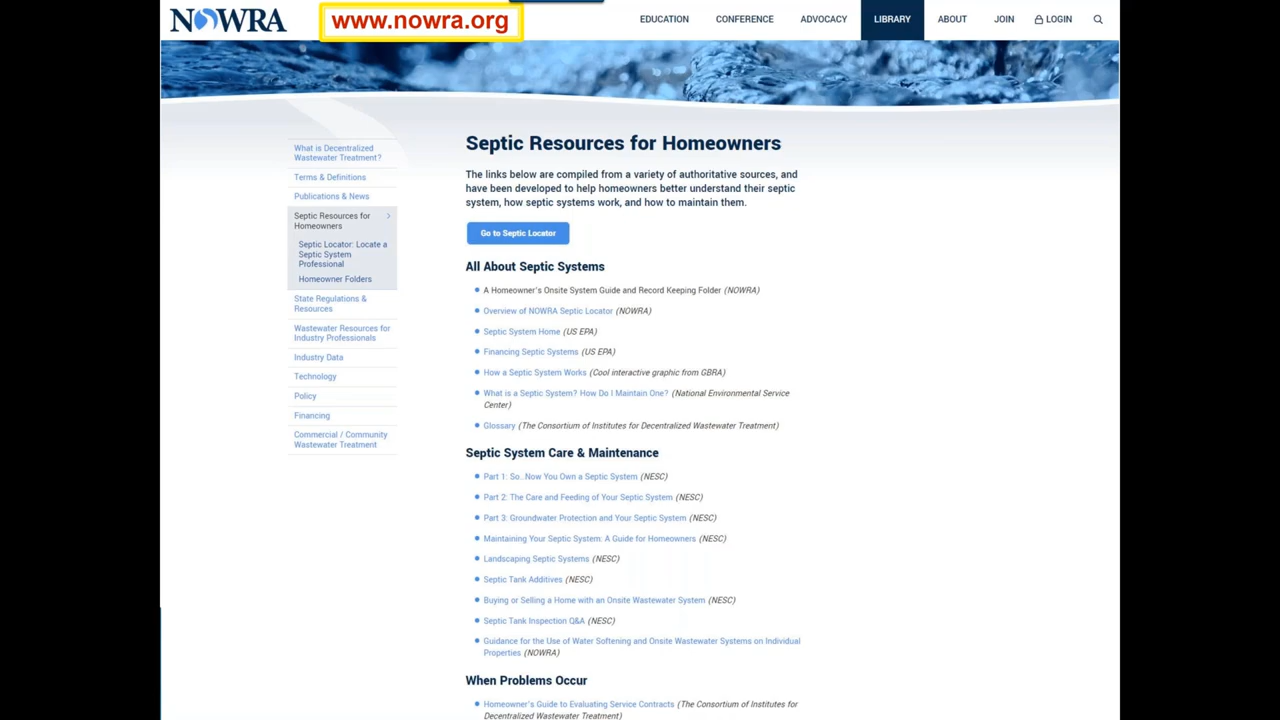 NOWRA
www.nowra.org
EDUCATION CONFERENCE ADVOCACY LIBRARY ABOUT JOIN LOGIN
What is Decentralized
Wastewater Treatment?
Terms & Definitions
Publications & News
Septic Resources for
Homeowners
Septic Locator: Locate a
Septic System
Professional
Homeowner Folders
State Regulations &
Resources
Wastewater Resources for
Industry Professionals
Industry Data
Technology
Policy
Financing
Commercial / Community
Wastewater Treatment
Septic Resources for Homeowners
The links below are compiled from a variety of authoritative sources, and
have been developed to help homeowners better understand their septic
system, how septic systems work, and how to maintain them.
Go to Septic Locator
All About Septic Systems
A Homeowner's Onsite System Guide and Record Keeping Folder (NOWRA)
Overview of NOWRA Septic Locator (NOWRA)
Septic System Home (US EPA)
Financing Septic Systems (US EPA)
How a Septic System Works (Cool interactive graphic from GBRA)
What is a Septic System? How Do I Maintain One? (National Environmental Service
Center)
Glossary (The Consortium of Institutes for Decentralized Wastewater Treatment)
Septic System Care & Maintenance
Part 1: So...Now You Own a Septic System (NESC)
Part 2: The Care and Feeding of Your Septic System (NESC)
Part 3: Groundwater Protection and Your Septic System (NESC)
Maintaining Your Septic System: A Guide for Homeowners (NESC)
Landscaping Septic Systems (NESC)
Septic Tank Additives (NESC)
Buying or Selling a Home with an Onsite Wastewater System (NESC)
Septic Tank Inspection Q&A (NESC)
Guidance for the Use of Water Softening and Onsite Wastewater Systems on Individual
Properties (NOWRA)
When Problems Occur
Homeowner's Guide to Evaluating Service Contracts (The Consortium of Institutes for
Decentralized Wastewater Treatment)